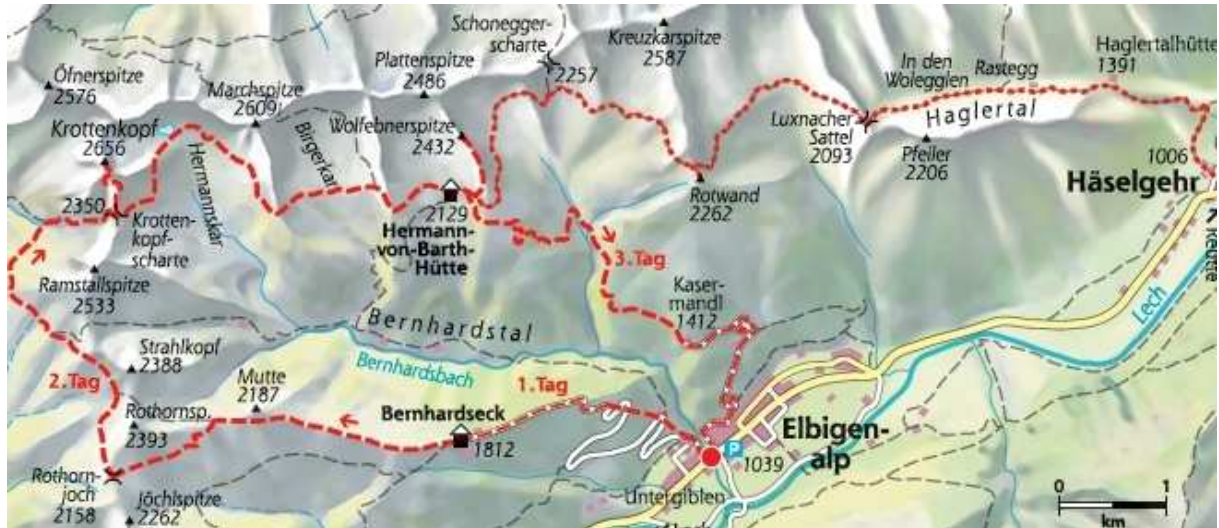 Schonegger-
scharte
2257
Kreuzkarspitze
2587
Haglertalhütte
1391
In den
Woleggen
Rastegg
Haglertal
Öfnerspitze
2576
Plattenspitze
2486
Marchspitze
2609
Krottenkopf
2656
Wolfebnerspitze
2432
Luxnacher
Sattel
2093
Pfeiler
2206
1006
Häselgehr
Birgerkar
Hermannskar
2350
Krotten-
kopf-
scharte
2129
Hermann-
von-Barth-
Hütte
Rotwand
2262
Reutte
3. Tag
Ramstallspitze
2533
Kaser-
mandl
1412
Lech
Bernhardstal
Strahlkopf
2388
Bernhardsbach
2. Tag
1. Tag
Mutte
2187
Rothornsp.
2393
Bernhardseck
1812
Elbigen-
alp
P
1039
Rothorn-
joch
2158
Jöchlspitze
2262
Untergiblen
0 1
km